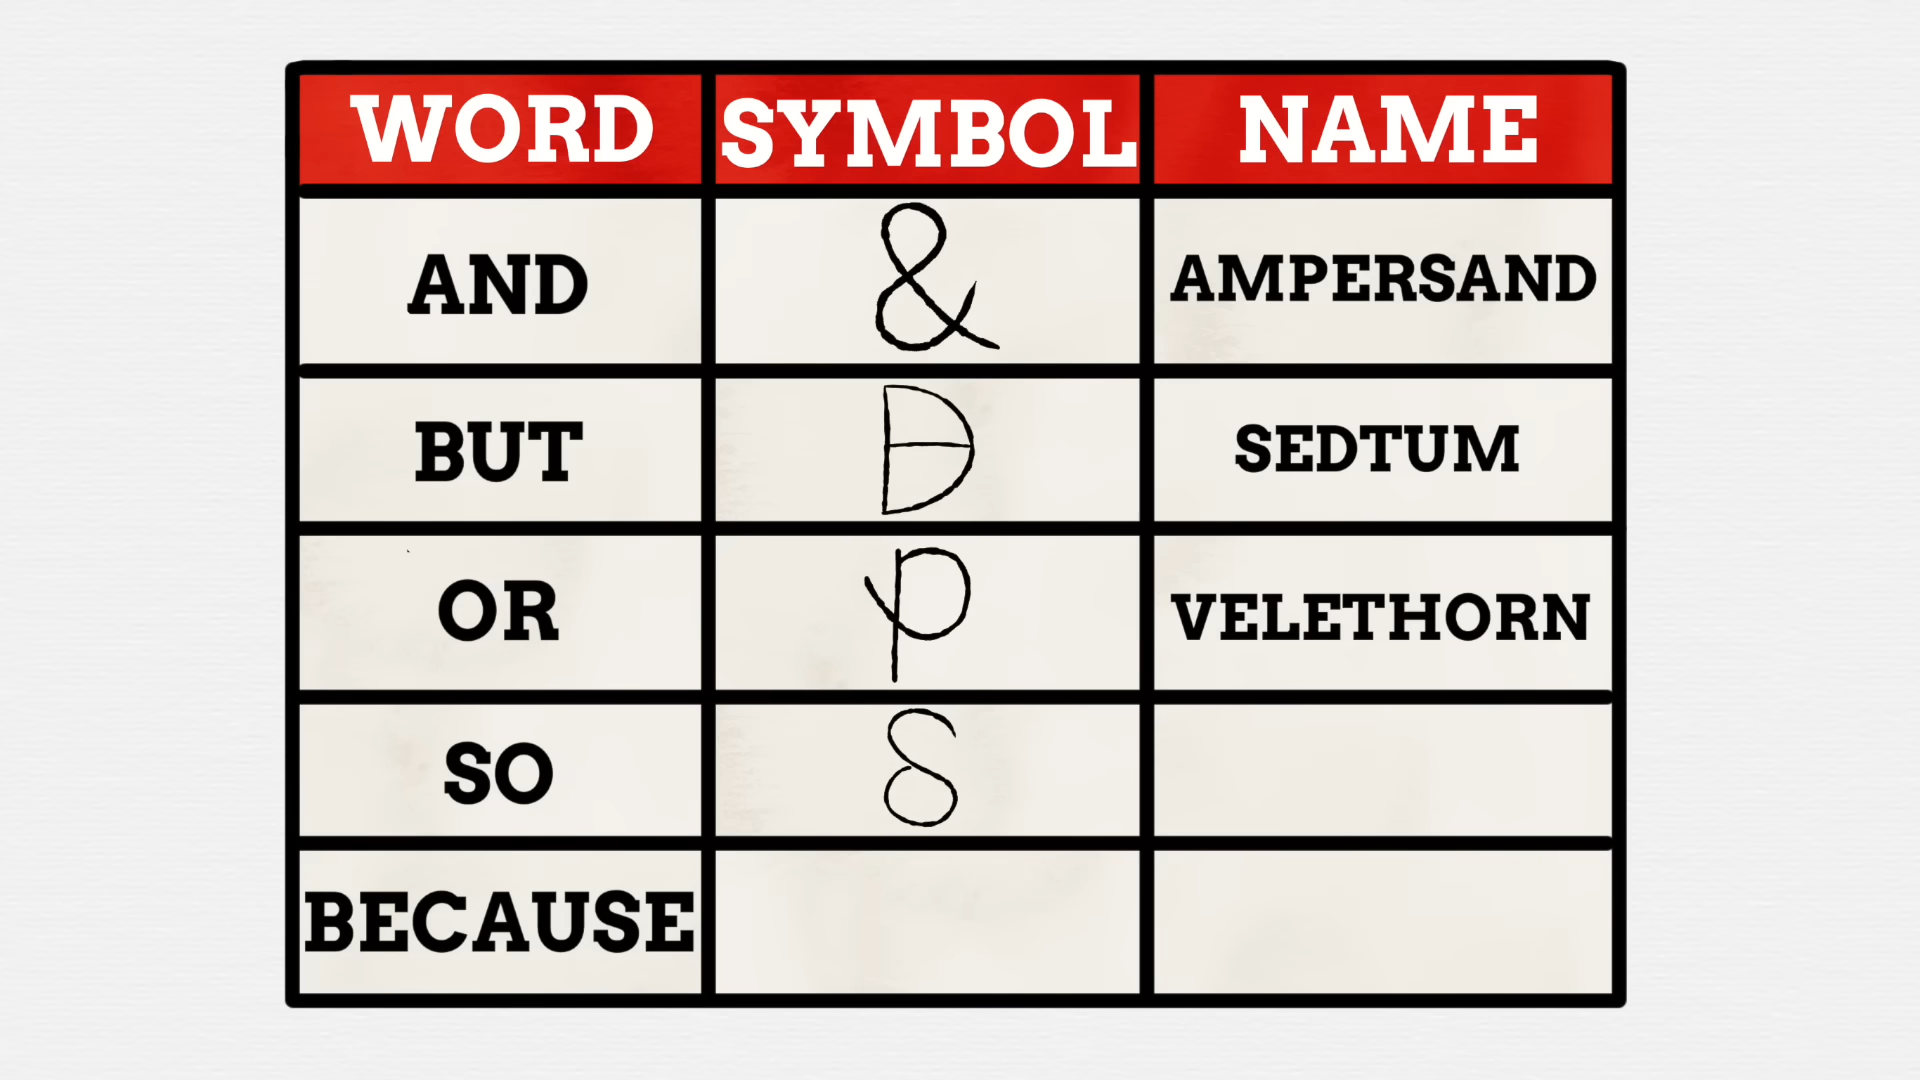 WORD SYMBOL NAME
AND & AMPERSAND
BUT SEDTUM
OR VELETHORN
SO
BECAUSE